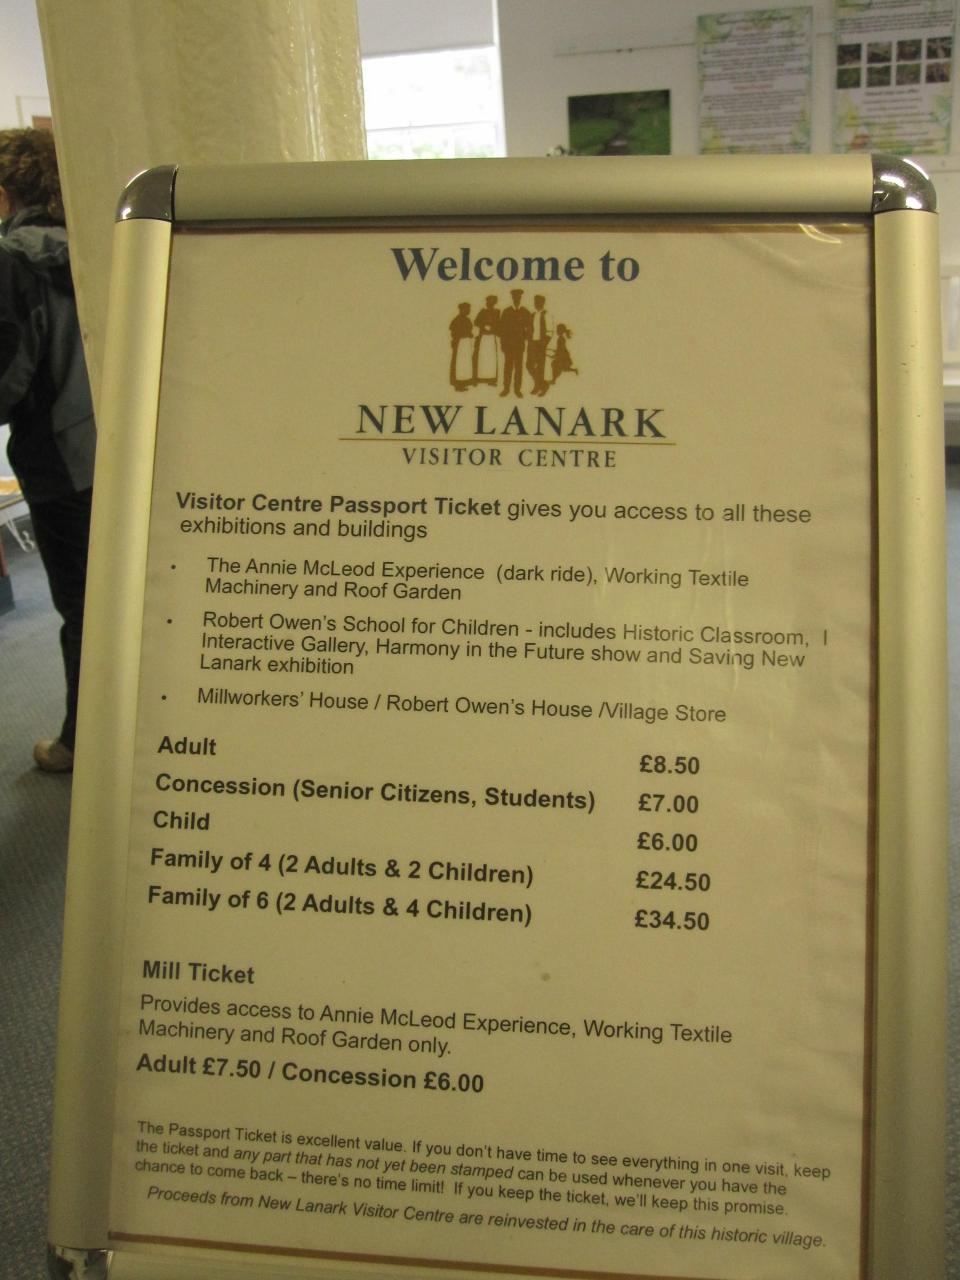 Welcome to
NEW LANARK
VISITOR CENTRE
Visitor Centre Passport Ticket gives you access to all these
exhibitions and buildings
· The Annie McLeod Experience (dark ride), Working Textile
Machinery and Roof Garden
· Robert Owen's School for Children - includes Historic Classroom, I
Interactive Gallery, Harmony in the Future show and Saving New
Lanark exhibition
· Millworkers' House / Robert Owen's House /Village Store
Adult £8.50
Concession (Senior Citizens, Students) £7.00
Child £6.00
Family of 4 (2 Adults & 2 Children) £24.50
Family of 6 (2 Adults & 4 Children) £34.50
Mill Ticket
Provides access to Annie McLeod Experience, Working Textile
Machinery and Roof Garden only.
Adult £7.50 / Concession £6.00
The Passport Ticket is excellent value. If you don't have time to see everything in one visit, keep
the ticket and any part that has not yet been stamped can be used whenever you have the
chance to come back – there's no time limit! If you keep the ticket, we'll keep this promise.
Proceeds from New Lanark Visitor Centre are reinvested in the care of this historic village.